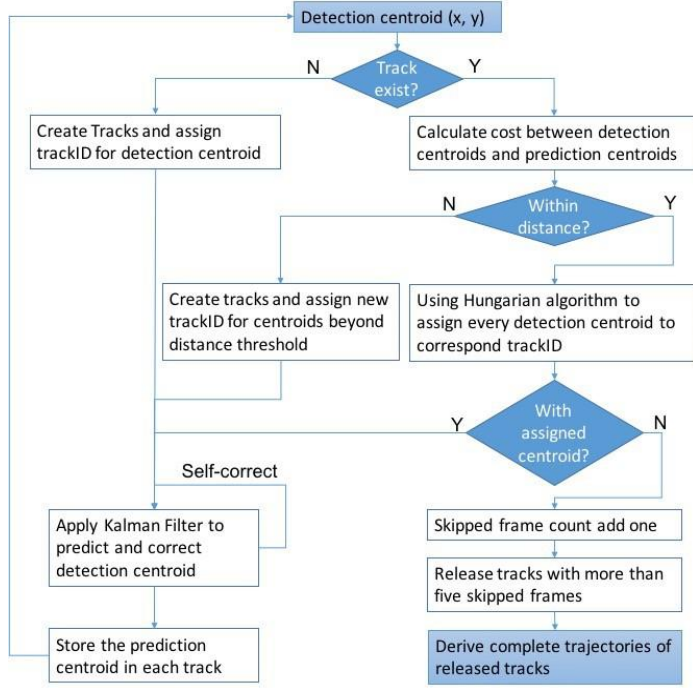 Detection centroid (x, y)
N
Y
Track
exist?
Create Tracks and assign
trackID for detection centroid
Calculate cost between detection
centroids and prediction centroids
N
Y
Within
distance?
Create tracks and assign new
trackID for centroids beyond
distance threshold
Using Hungarian algorithm to
assign every detection centroid to
correspond trackID
Y
N
With
assigned
centroid?
Self-correct
Apply Kalman Filter to
predict and correct
detection centroid
Skipped frame count add one
Release tracks with more than
five skipped frames
Store the prediction
centroid in each track
Derive complete trajectories of
released tracks